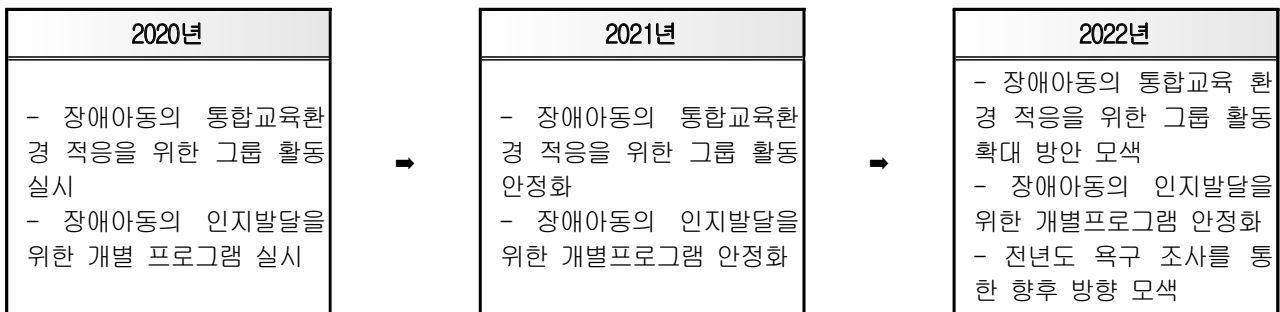 2020년
- 장애아동의 통합교육환
경 적응을 위한 그룹 활동
실시
- 장애아동의 인지발달을
위한 개별 프로그램 실시
➡
2021년
- 장애아동의 통합교육환
경 적응을 위한 그룹 활동
안정화
- 장애아동의 인지발달을
위한 개별프로그램 안정화
➡
2022년
- 장애아동의 통합교육 환
경 적응을 위한 그룹 활동
확대 방안 모색
- 장애아동의 인지발달을
위한 개별프로그램 안정화
- 전년도 욕구 조사를 통
한 향후 방향 모색